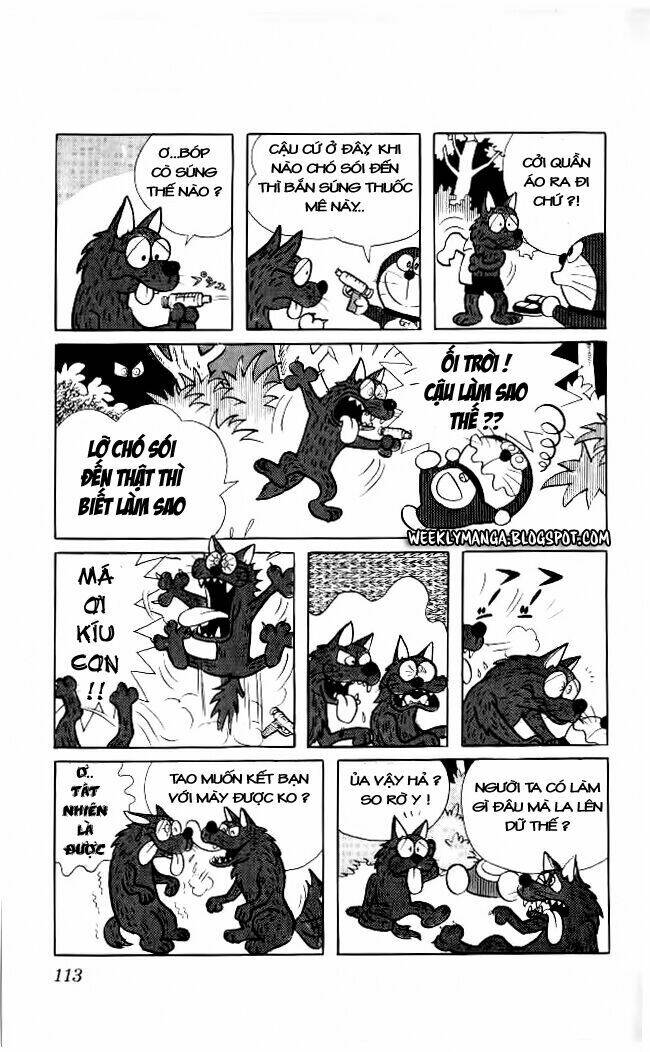 CỞI QUẦN
ÁO RA ĐI
CHỨ ?!
CẬU CỨ Ở ĐÂY, KHI
NÀO CHÓ SÓI ĐẾN
THÌ BẮN SÚNG THUỐC
MÊ NÀY..
Ơ...BÓP
CÒ SÚNG
THẾ NÀO ?
ỐI TRỜI !
CẬU LÀM SAO
THẾ ??
LỠ CHÓ SÓI
ĐẾN THẬT THÌ
BIẾT LÀM SAO
WEEKLYMANGA.BLOGSPOT.COM
MÁ
ƠI
KÍU
CON
!!
NGƯỜI TA CÓ LÀM
GÌ ĐÂU MÀ LA LÊN
DỮ THẾ ?
ỦA VẬY HẢ ?
SO RỜ Y !
TAO MUỐN KẾT BẠN
VỚI MÀY ĐƯỢC KO ?
Ơ..
TẤT
NHIÊN
LÀ
ĐƯỢC
113